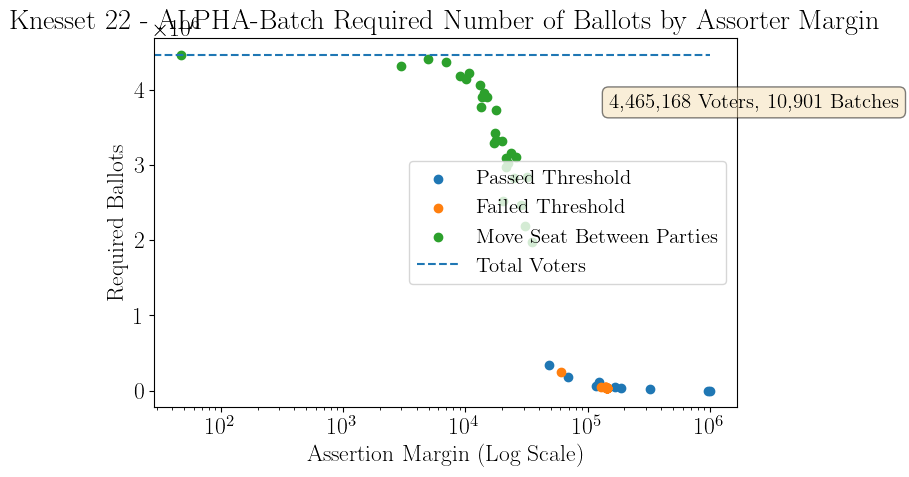 Knesset 22 - ALPHA-Batch Required Number of Ballots by Assorter Margin
×10⁶
4,465,168 Voters, 10,901 Batches
4
3
2
1
0
Required Ballots
Passed Threshold
Failed Threshold
Move Seat Between Parties
Total Voters
10²
10³
10⁴
10⁵
10⁶
Assertion Margin (Log Scale)